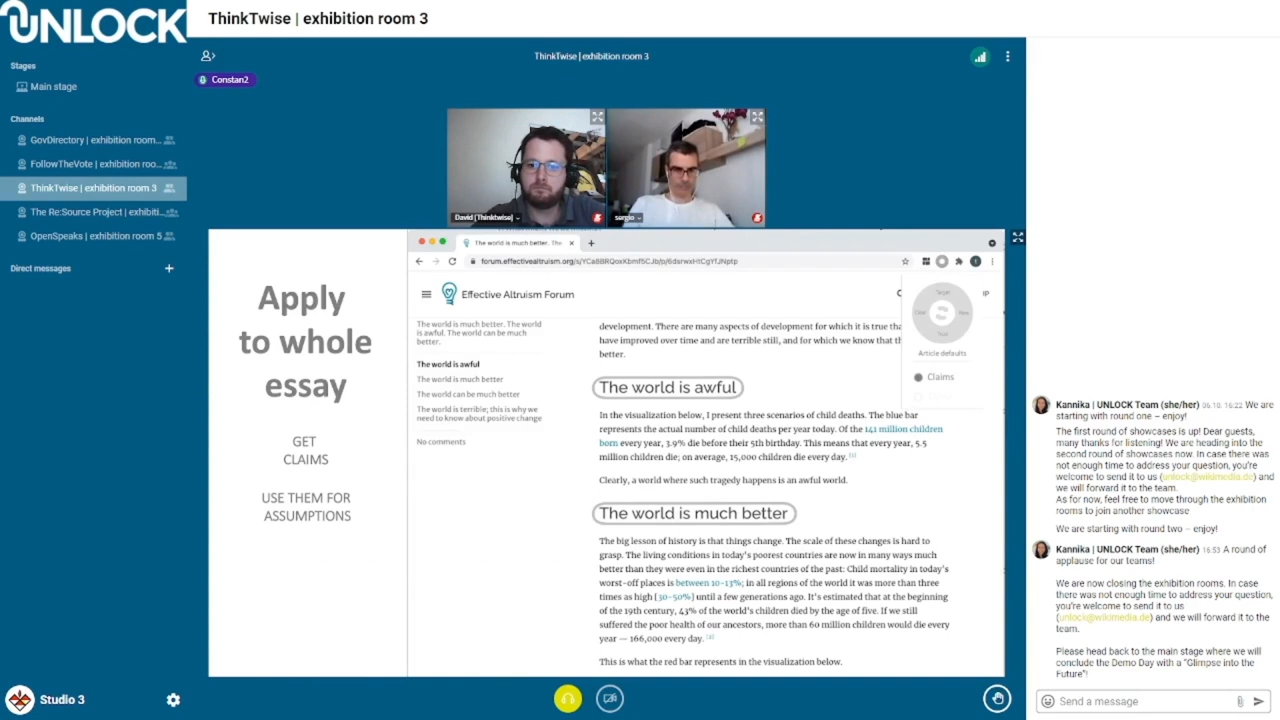 UNLOCK
ThinkTwise | exhibition room 3
Stages
Main stage
Channels
GovDirectory | exhibition room...
FollowTheVote | exhibition roo...
ThinkTwise | exhibition room 3
The Re:Source Project | exhibiti...
OpenSpeaks | exhibition room 5
Direct messages
Studio 3
ThinkTwise | exhibition room 3
Constan2
David [Thinktwise]
sergio
Apply
to whole
essay
GET
CLAIMS
USE THEM FOR
ASSUMPTIONS
The world is much better. The
forum.effectivealtruism.org/s/
Effective Altruism Forum
The world is much better. The world
is awful. The world can be much
better.
The world is awful
The world is much better
The world can be much better
The world is terrible; this is why we
need to know about positive change
No comments
development. There are many aspects of development for which it is true tha
have improved over time and are terrible still, and for which we know that th
better.
The world is awful
In the visualization below, I present three scenarios of child deaths. The blue bar
represents the actual number of child deaths per year today. Of the 141 million children
born every year, 3.9% die before their 5th birthday. This means that every year, 5.5
million children die; on average, 15,000 children die every day. [1]
Clearly, a world where such tragedy happens is an awful world.
The world is much better
The big lesson of history is that things change. The scale of these changes is hard to
grasp. The living conditions in today's poorest countries are now in many ways much
better than they were even in the richest countries of the past: Child mortality in today's
worst-off places is between 10-13%; in all regions of the world it was more than three
times as high [30-50%] until a few generations ago. It's estimated that at the beginning
of the 19th century, 43% of the world's children died by the age of five. If we still
suffered the poor health of our ancestors, more than 60 million children would die every
year — 166,000 every day. [2]
This is what the red bar represents in the visualization below.
Target
Article defaults
Claims
Kannika | UNLOCK Team (she/her) 06.10. 16:22 We are
starting with round one – enjoy!
The first round of showcases is up! Dear guests,
many thanks for listening! We are heading into the
second round of showcases now. In case there was
not enough time to address your question, you're
welcome to send it to us (unlock@wikimedia.de) and
we will forward it to the team.
As for now, feel free to move through the exhibition
rooms to join another showcase
We are starting with round two – enjoy!
Kannika | UNLOCK Team (she/her) 16:53 A round of
applause for our teams!
We are now closing the exhibition rooms. In case
there was not enough time to address your question,
you're welcome to send it to us
(unlock@wikimedia.de) and we will forward it to the
team.
Please head back to the main stage where we will
conclude the Demo Day with a "Glimpse into the
Future"!
Send a message